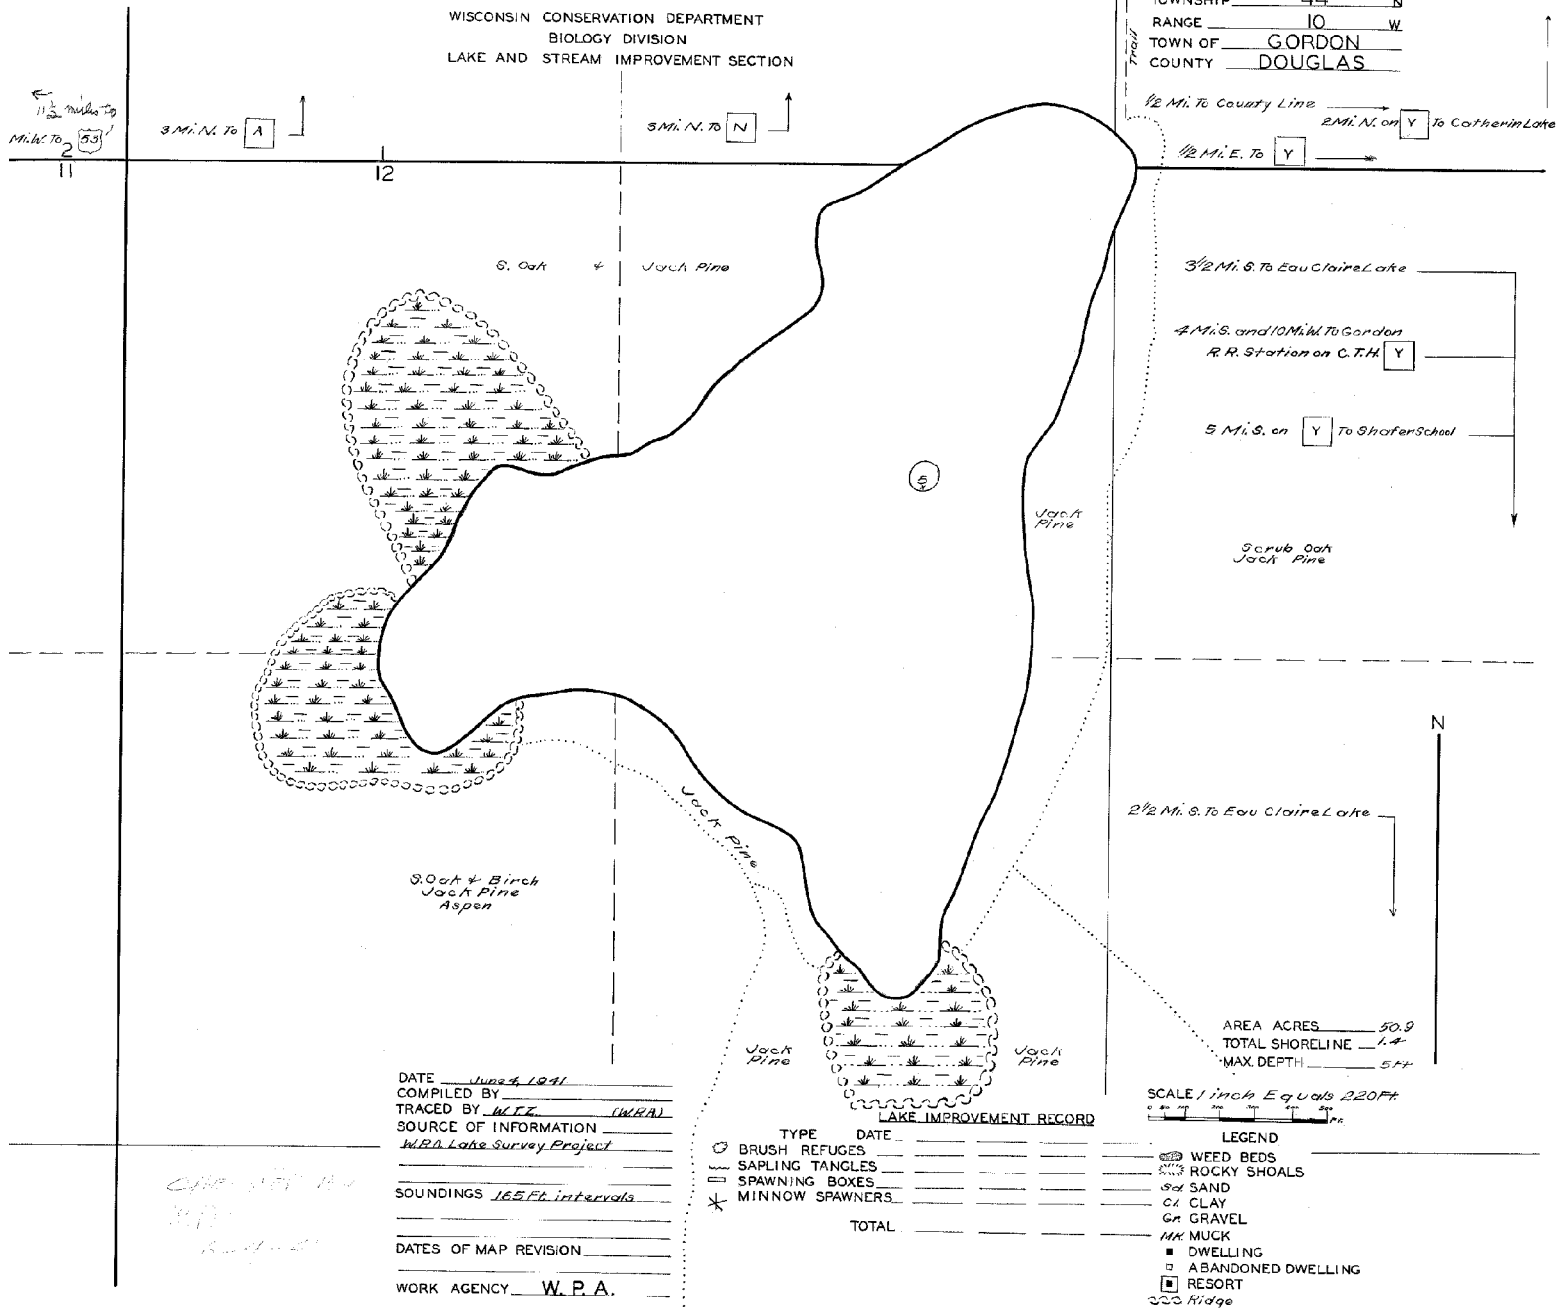 WISCONSIN CONSERVATION DEPARTMENT
BIOLOGY DIVISION
LAKE AND STREAM IMPROVEMENT SECTION
TOWNSHIP 44 N
RANGE 10 W
TOWN OF GORDON
COUNTY DOUGLAS
Trail
11½ miles to
Mi. W. To 53
3 Mi. N. To A
3 Mi. N. To N
1/2 Mi. To County Line
2 Mi. N. on Y To Catherin Lake
1/2 Mi. E. To Y
2
11
12
S. Oak & Jack Pine
3 1/2 Mi. S. To Eau Claire Lake
4 Mi. S. and 10 Mi. W. To Gordon
R.R. Station on C.T.H. Y
5 Mi. S. on Y To Shafer School
5
Jack
Pine
Scrub Oak
Jack Pine
N
2 1/2 Mi. S. To Eau Claire Lake
Jack Pine
S. Oak & Birch
Jack Pine
Aspen
Jack
Pine
Jack
Pine
AREA ACRES 50.9
TOTAL SHORELINE 1.4
MAX. DEPTH 5 Ft
SCALE 1 inch Equals 220 Ft.
DATE June 4, 1941
COMPILED BY
TRACED BY W.T.Z. (W.P.A.)
SOURCE OF INFORMATION
W.P.A. Lake Survey Project
SOUNDINGS 165 Ft. intervals
DATES OF MAP REVISION
WORK AGENCY W. P. A.
LAKE IMPROVEMENT RECORD
TYPE DATE
BRUSH REFUGES
SAPLING TANGLES
SPAWNING BOXES
MINNOW SPAWNERS
TOTAL
LEGEND
WEED BEDS
ROCKY SHOALS
Sd. SAND
Cl. CLAY
Gr. GRAVEL
MK. MUCK
DWELLING
ABANDONED DWELLING
RESORT
Ridge